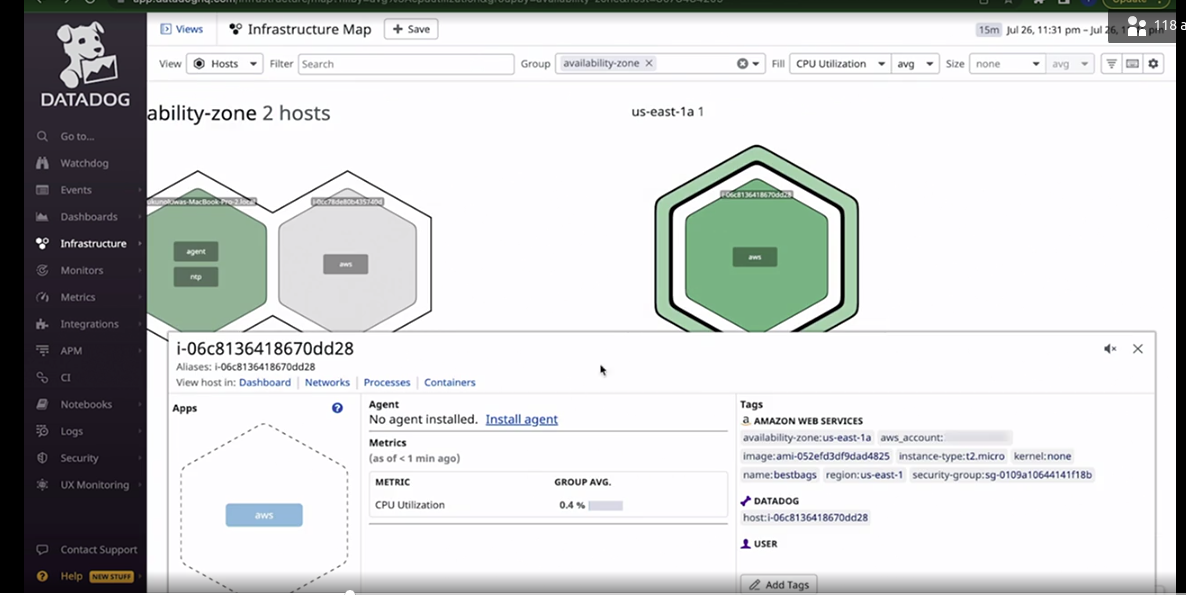 118 a
DATADOG
Go to...
Watchdog
Events
Dashboards
Infrastructure
Monitors
Metrics
Integrations
APM
CI
Notebooks
Logs
Security
UX Monitoring
Contact Support
Help NEW STUFF
Views Infrastructure Map + Save 15m Jul 26, 11:31 pm – Jul 26,
View Hosts Filter Search Group availability-zone × Fill CPU Utilization avg Size none avg
ability-zone 2 hosts
us-east-1a 1
i-06c8136418670dd28
agent
ntp
aws
aws
i-06c8136418670dd28
Aliases: i-06c8136418670dd28
View host in: Dashboard | Networks | Processes | Containers
Apps ?
aws
Agent
No agent installed. Install agent
Metrics
(as of < 1 min ago)
METRIC GROUP AVG.
CPU Utilization 0.4 %
Tags
AMAZON WEB SERVICES
availability-zone:us-east-1a aws_account:
image:ami-052efd3df9dad4825 instance-type:t2.micro kernel:none
name:bestbags region:us-east-1 security-group:sg-0109a10644141f18b
DATADOG
host:i-06c8136418670dd28
USER
Add Tags